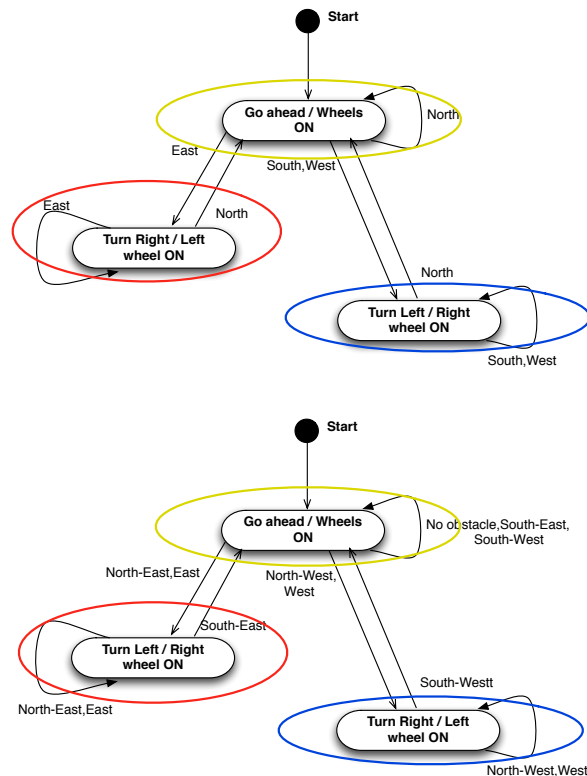 Start
Go ahead / Wheels
ON
North
East
South,West
East
North
Turn Right / Left
wheel ON
North
Turn Left / Right
wheel ON
South,West
Start
Go ahead / Wheels
ON
No obstacle,South-East,
South-West
North-East,East
North-West,
West
South-East
Turn Left / Right
wheel ON
North-East,East
South-Westt
Turn Right / Left
wheel ON
North-West,West